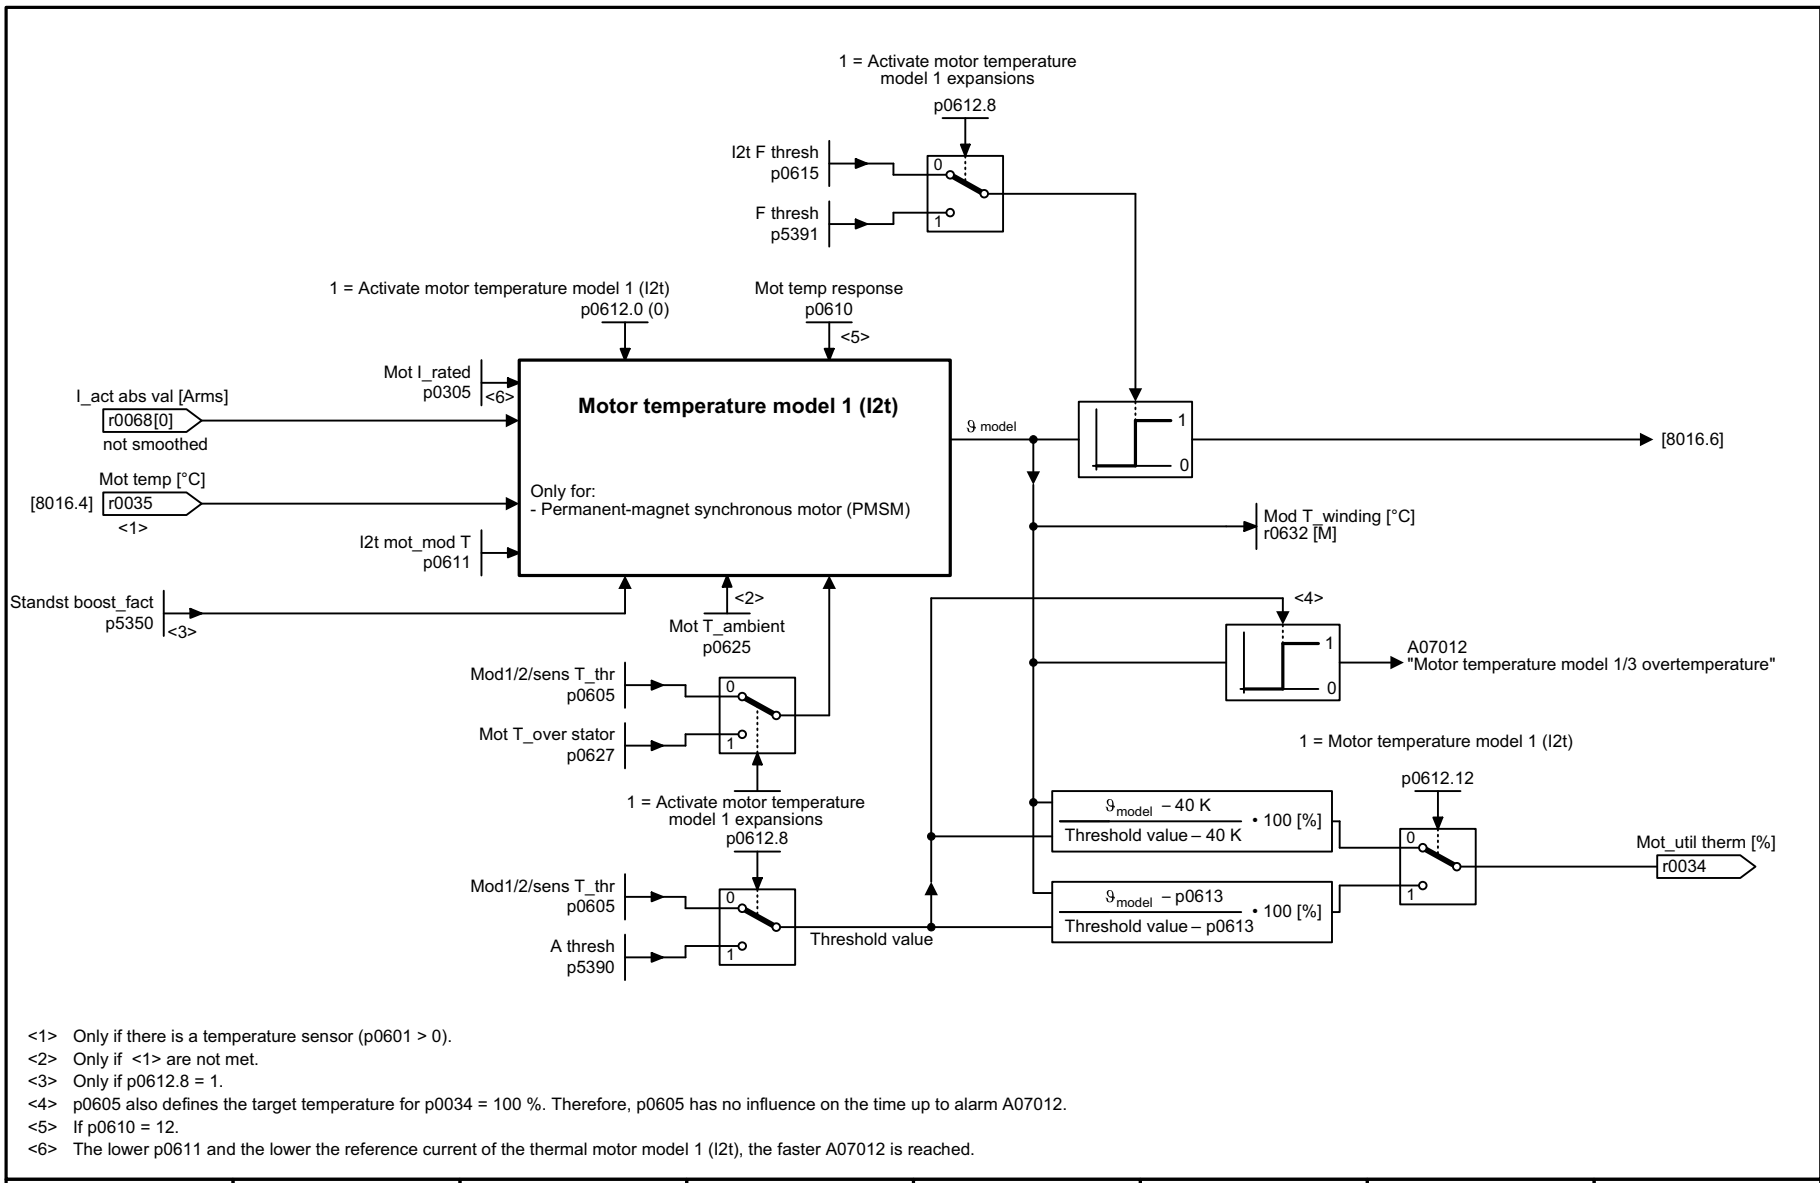 1 = Activate motor temperature
model 1 expansions
p0612.8
I2t F thresh
p0615
0
F thresh
p5391
1
1 = Activate motor temperature model 1 (I2t)
p0612.0 (0)
Mot temp response
p0610
<5>
Mot I_rated
p0305
<6>
I_act abs val [Arms]
r0068[0]
not smoothed
Mot temp [°C]
[8016.4]
r0035
<1>
I2t mot_mod T
p0611
Motor temperature model 1 (I2t)
Only for:
- Permanent-magnet synchronous motor (PMSM)
ϑ model
1
0
[8016.6]
Mod T_winding [°C]
r0632 [M]
Standst boost_fact
p5350
<3>
<2>
Mot T_ambient
p0625
<4>
1
0
A07012
"Motor temperature model 1/3 overtemperature"
Mod1/2/sens T_thr
p0605
0
Mot T_over stator
p0627
1
1 = Activate motor temperature
model 1 expansions
p0612.8
1 = Motor temperature model 1 (I2t)
p0612.12
ϑmodel – 40 K
Threshold value – 40 K
• 100 [%]
0
1
Mot_util therm [%]
r0034
Mod1/2/sens T_thr
p0605
0
A thresh
p5390
1
Threshold value
ϑmodel – p0613
Threshold value – p0613
• 100 [%]
<1> Only if there is a temperature sensor (p0601 > 0).
<2> Only if <1> are not met.
<3> Only if p0612.8 = 1.
<4> p0605 also defines the target temperature for p0034 = 100 %. Therefore, p0605 has no influence on the time up to alarm A07012.
<5> If p0610 = 12.
<6> The lower p0611 and the lower the reference current of the thermal motor model 1 (I2t), the faster A07012 is reached.